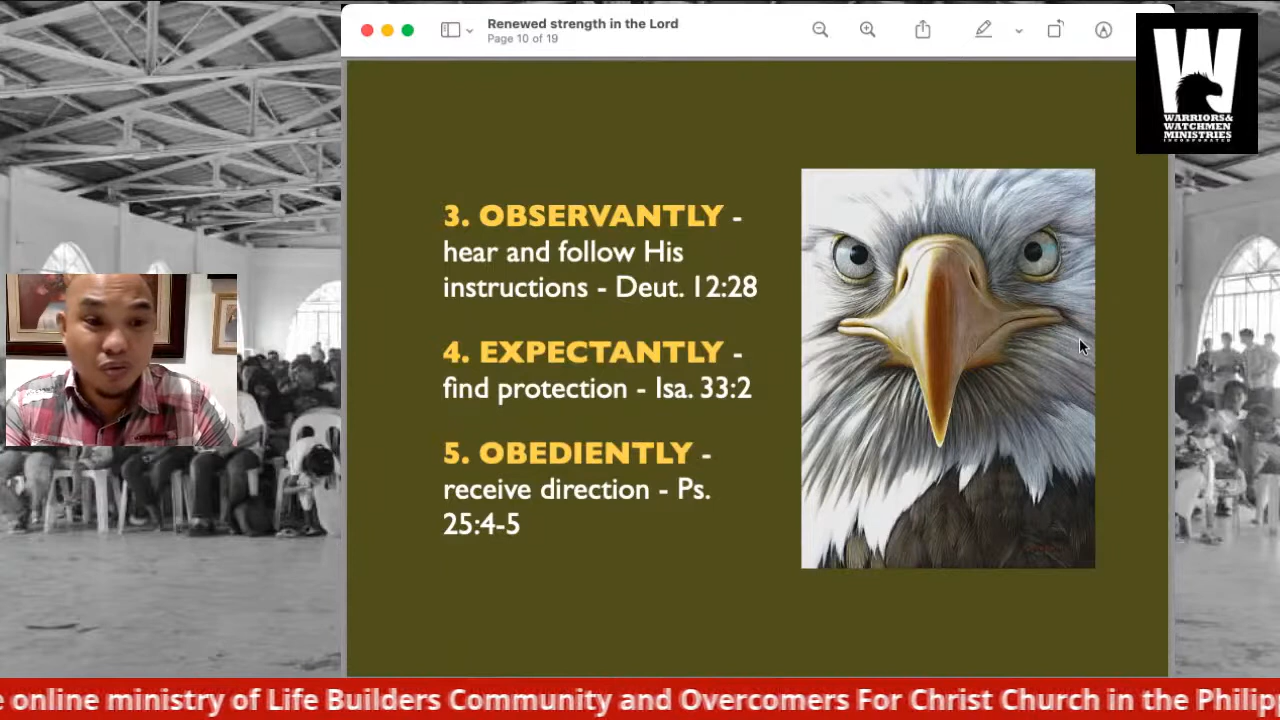 Renewed strength in the Lord
Page 10 of 19
W
WARRIORS&
WATCHMEN
MINISTRIES
INCORPORATED
3. OBSERVANTLY -
hear and follow His
instructions - Deut. 12:28
4. EXPECTANTLY -
find protection - Isa. 33:2
5. OBEDIENTLY -
receive direction - Ps.
25:4-5
online ministry of Life Builders Community and Overcomers For Christ Church in the